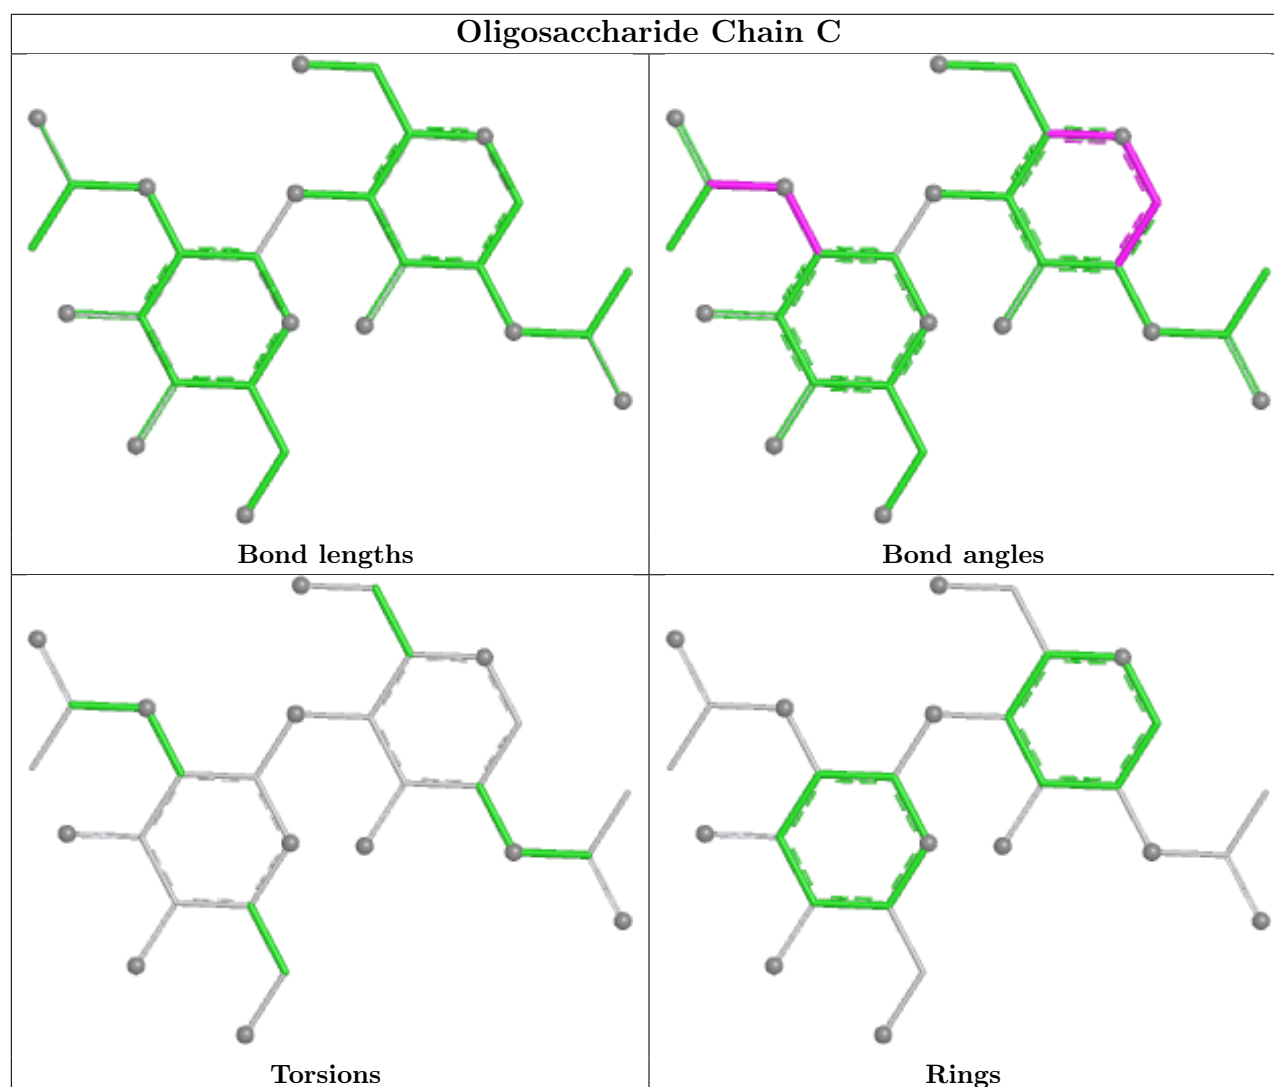 Oligosaccharide Chain C
Bond lengths
Bond angles
Torsions
Rings